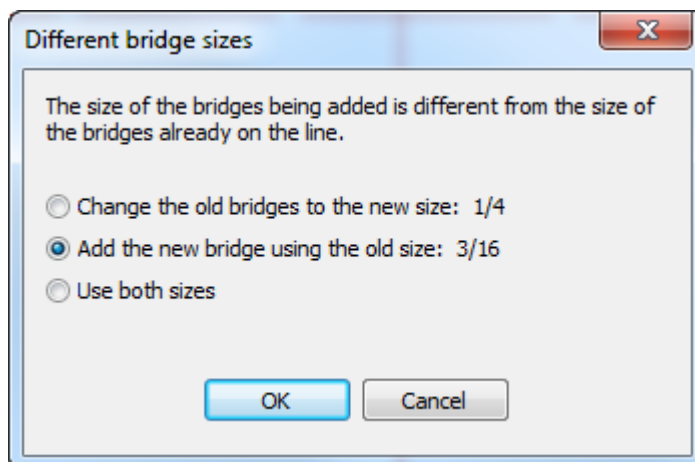 Different bridge sizes
The size of the bridges being added is different from the size of
the bridges already on the line.
Change the old bridges to the new size: 1/4
Add the new bridge using the old size: 3/16
Use both sizes
OK
Cancel